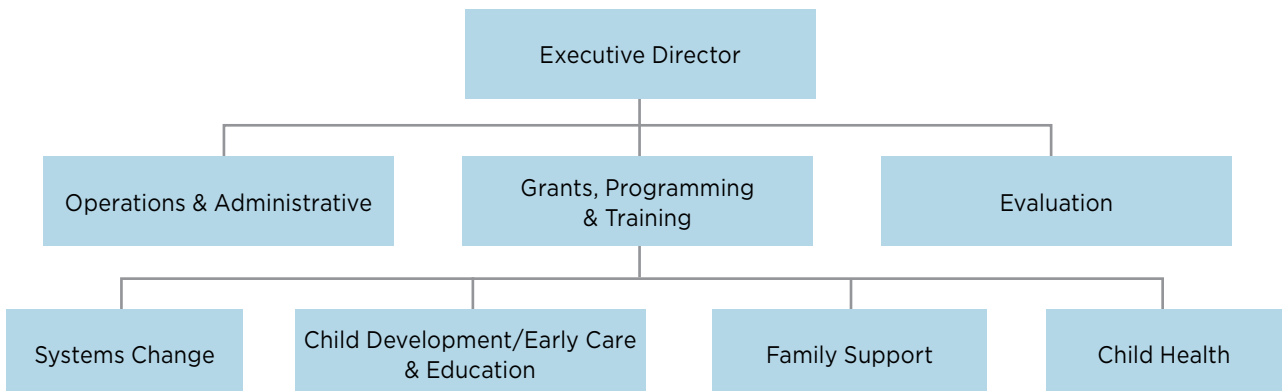 Executive Director
Operations & Administrative
Grants, Programming
& Training
Evaluation
Systems Change
Child Development/Early Care
& Education
Family Support
Child Health